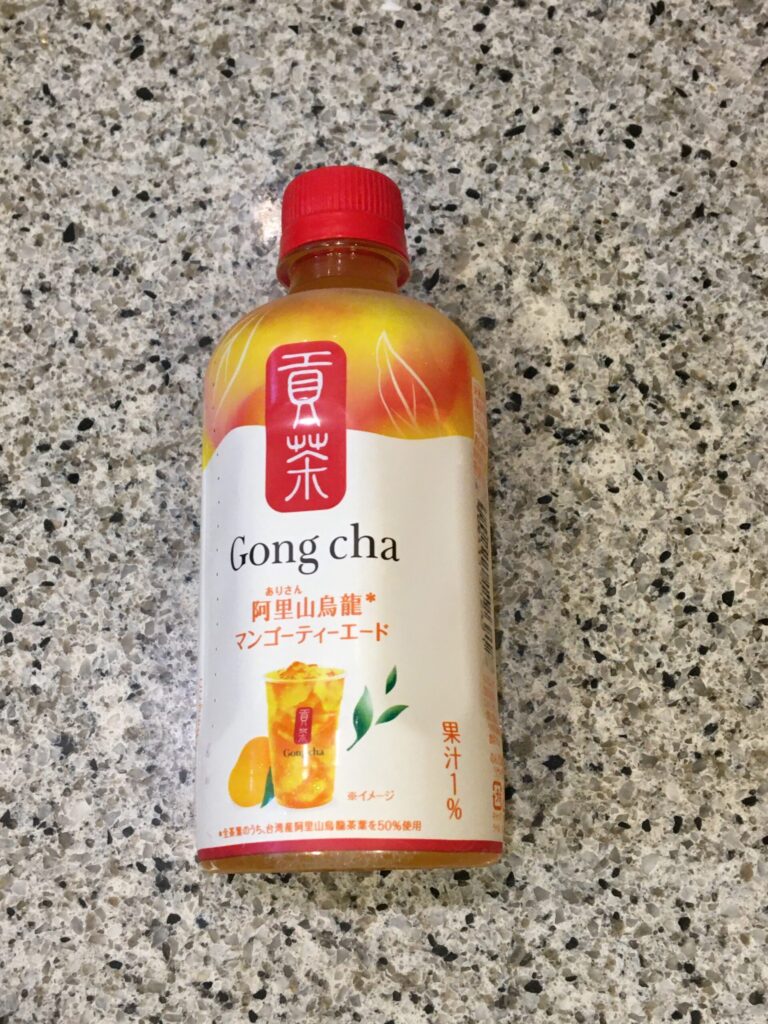 貢
茶
Gong cha
ありさん
阿里山烏龍*
マンゴーティーエード
貢
茶
Gong cha
果汁1%
※イメージ
*全茶葉のうち、台湾産阿里山烏龍茶葉を50%使用